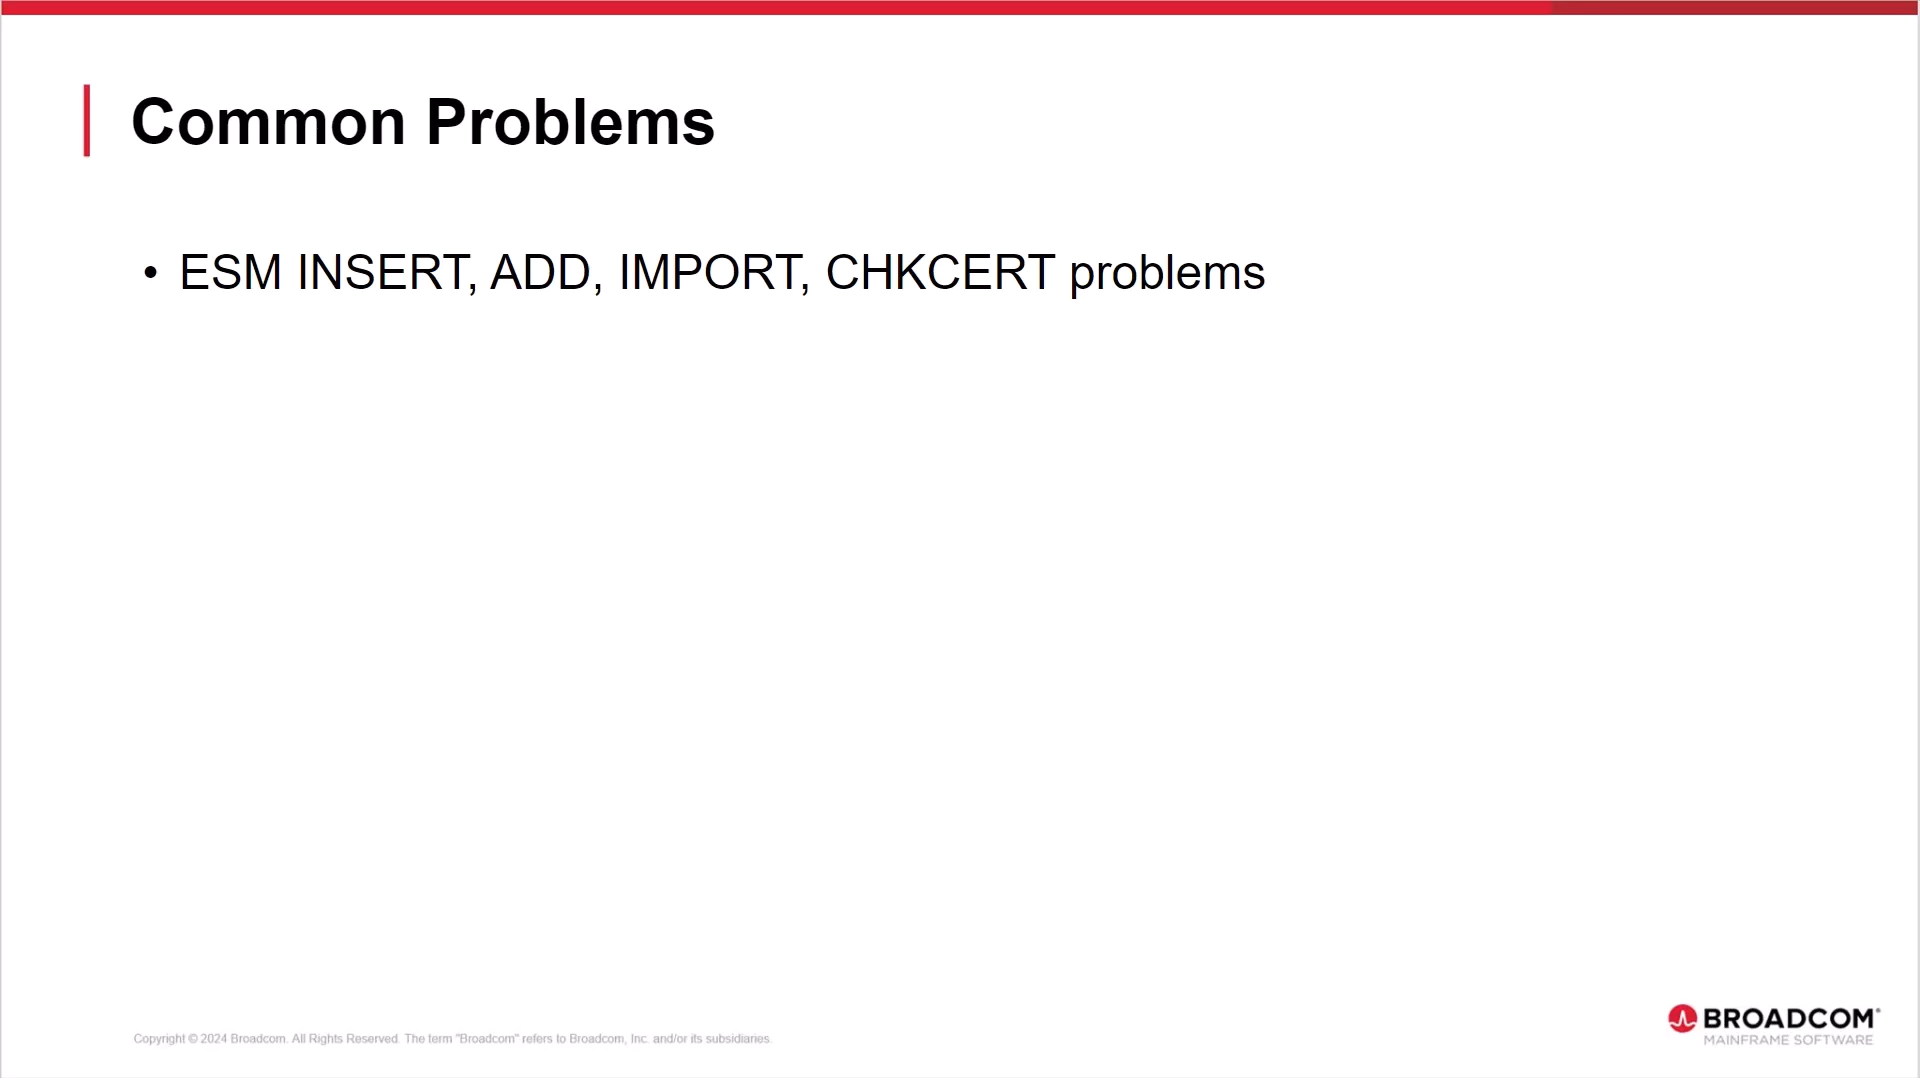 Common Problems
• ESM INSERT, ADD, IMPORT, CHKCERT problems
Copyright © 2024 Broadcom. All Rights Reserved. The term "Broadcom" refers to Broadcom, Inc. and/or its subsidiaries.
BROADCOM®
MAINFRAME SOFTWARE